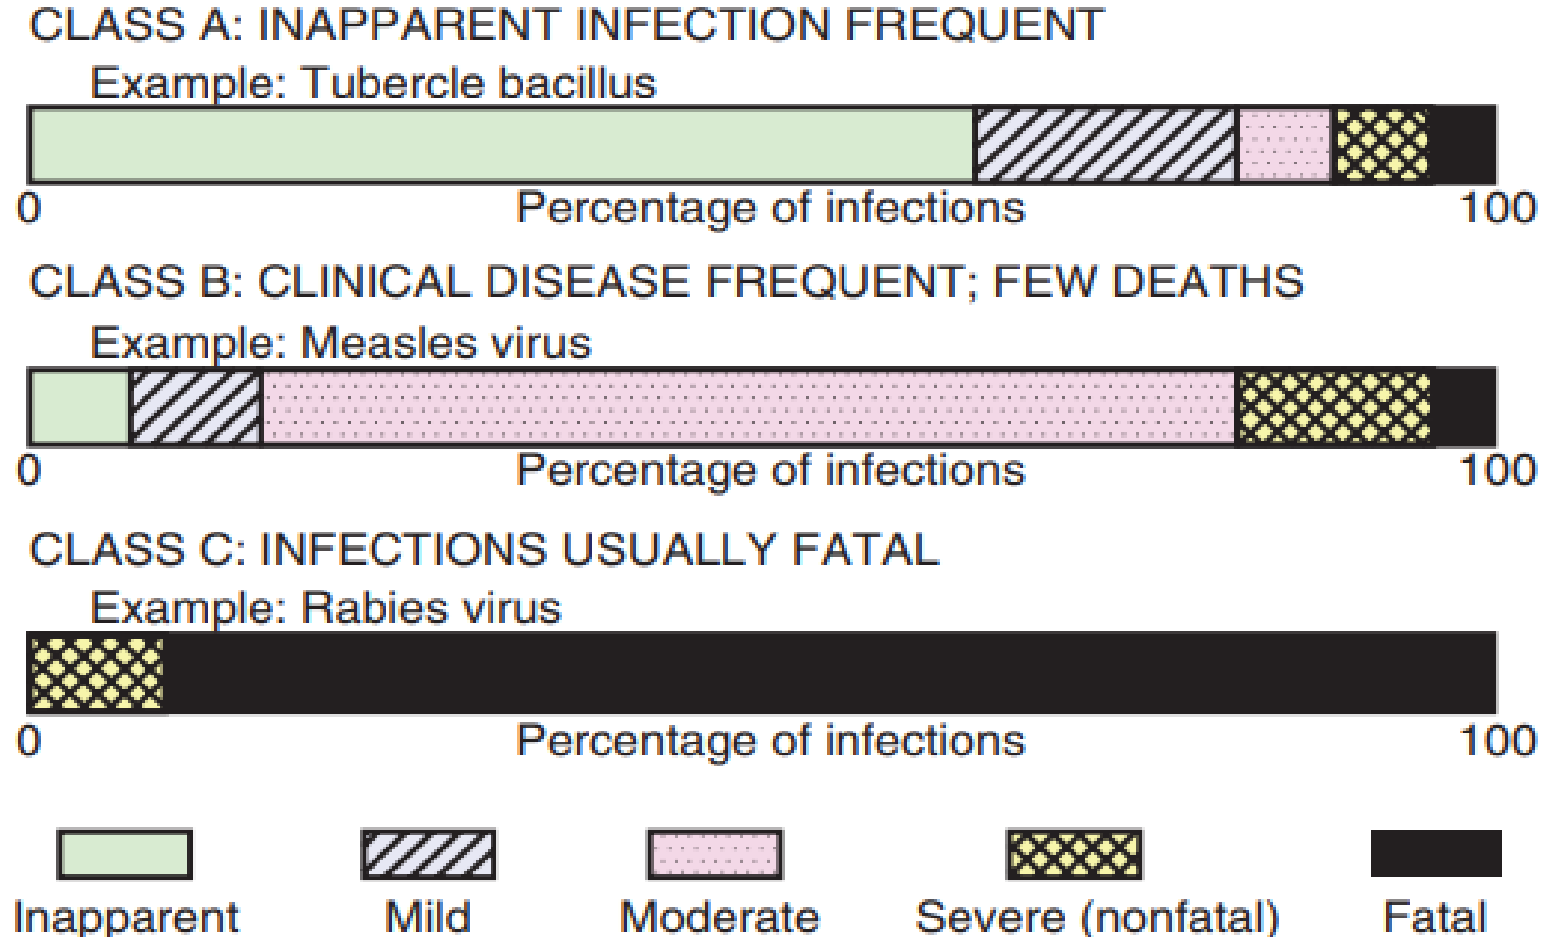 CLASS A: INAPPARENT INFECTION FREQUENT
Example: Tubercle bacillus
0 Percentage of infections 100
CLASS B: CLINICAL DISEASE FREQUENT; FEW DEATHS
Example: Measles virus
0 Percentage of infections 100
CLASS C: INFECTIONS USUALLY FATAL
Example: Rabies virus
0 Percentage of infections 100
Inapparent Mild Moderate Severe (nonfatal) Fatal